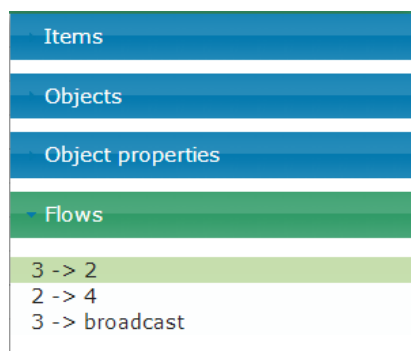 Items
Objects
Object properties
Flows
3 -> 2
2 -> 4
3 -> broadcast